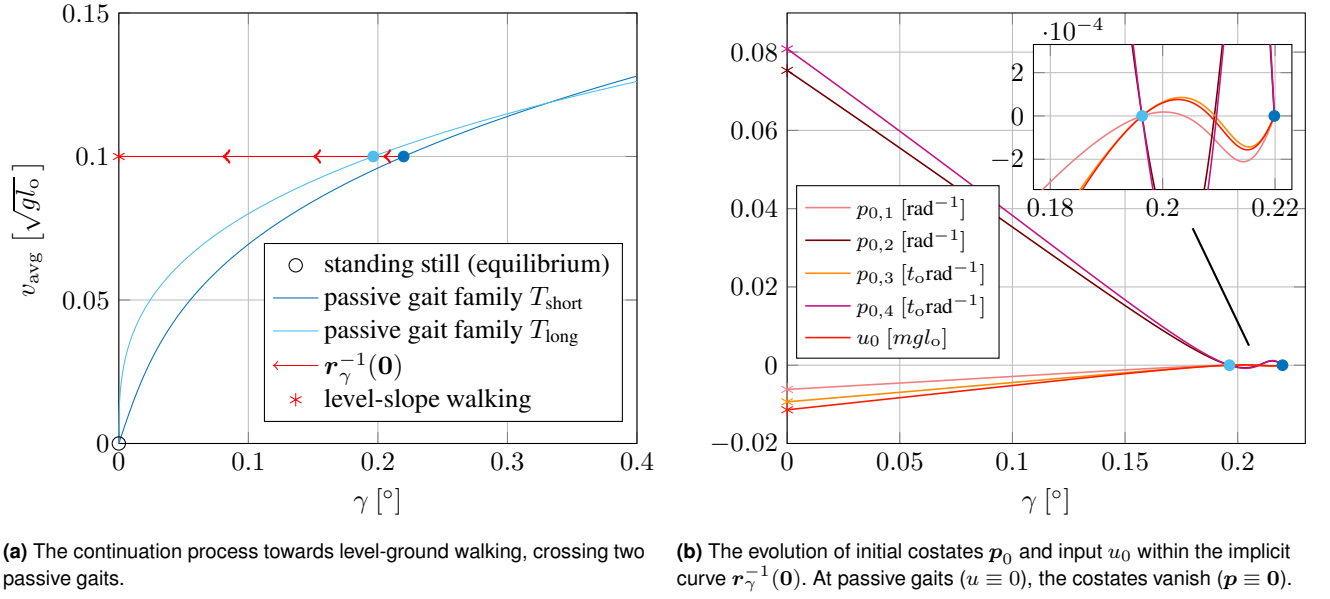 0.15
0.1
0.05
0
v_avg [√gl_o]
0
0.1
0.2
0.3
0.4
γ [°]
standing still (equilibrium)
passive gait family T_short
passive gait family T_long
r_γ^{-1}(0)
level-slope walking
(a) The continuation process towards level-ground walking, crossing two
passive gaits.
0.08
0.06
0.04
0.02
0
−0.02
0
0.05
0.1
0.15
0.2
γ [°]
·10^{−4}
2
0
−2
0.18
0.2
0.22
p_{0,1} [rad^{−1}]
p_{0,2} [rad^{−1}]
p_{0,3} [t_o rad^{−1}]
p_{0,4} [t_o rad^{−1}]
u_0 [mgl_o]
(b) The evolution of initial costates p_0 and input u_0 within the implicit
curve r_γ^{-1}(0). At passive gaits (u ≡ 0), the costates vanish (p ≡ 0).